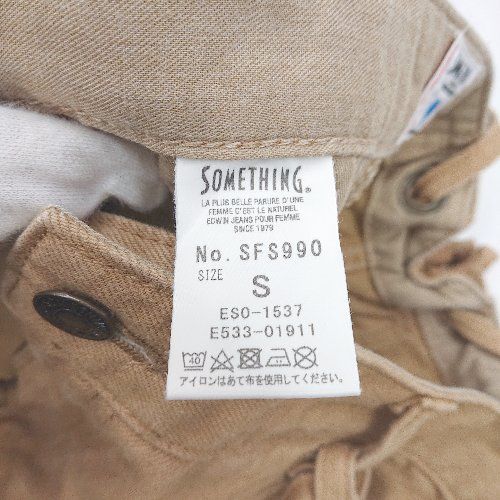 SOMETHING®
LA PLUS BELLE PARURE D'UNE
FEMME C'EST LE NATUREL
EDWIN JEANS POUR FEMME
SINCE 1979
No. SFS990
SIZE
S
ESO-1537
E533-01911
40
アイロンはあて布を使用してください。